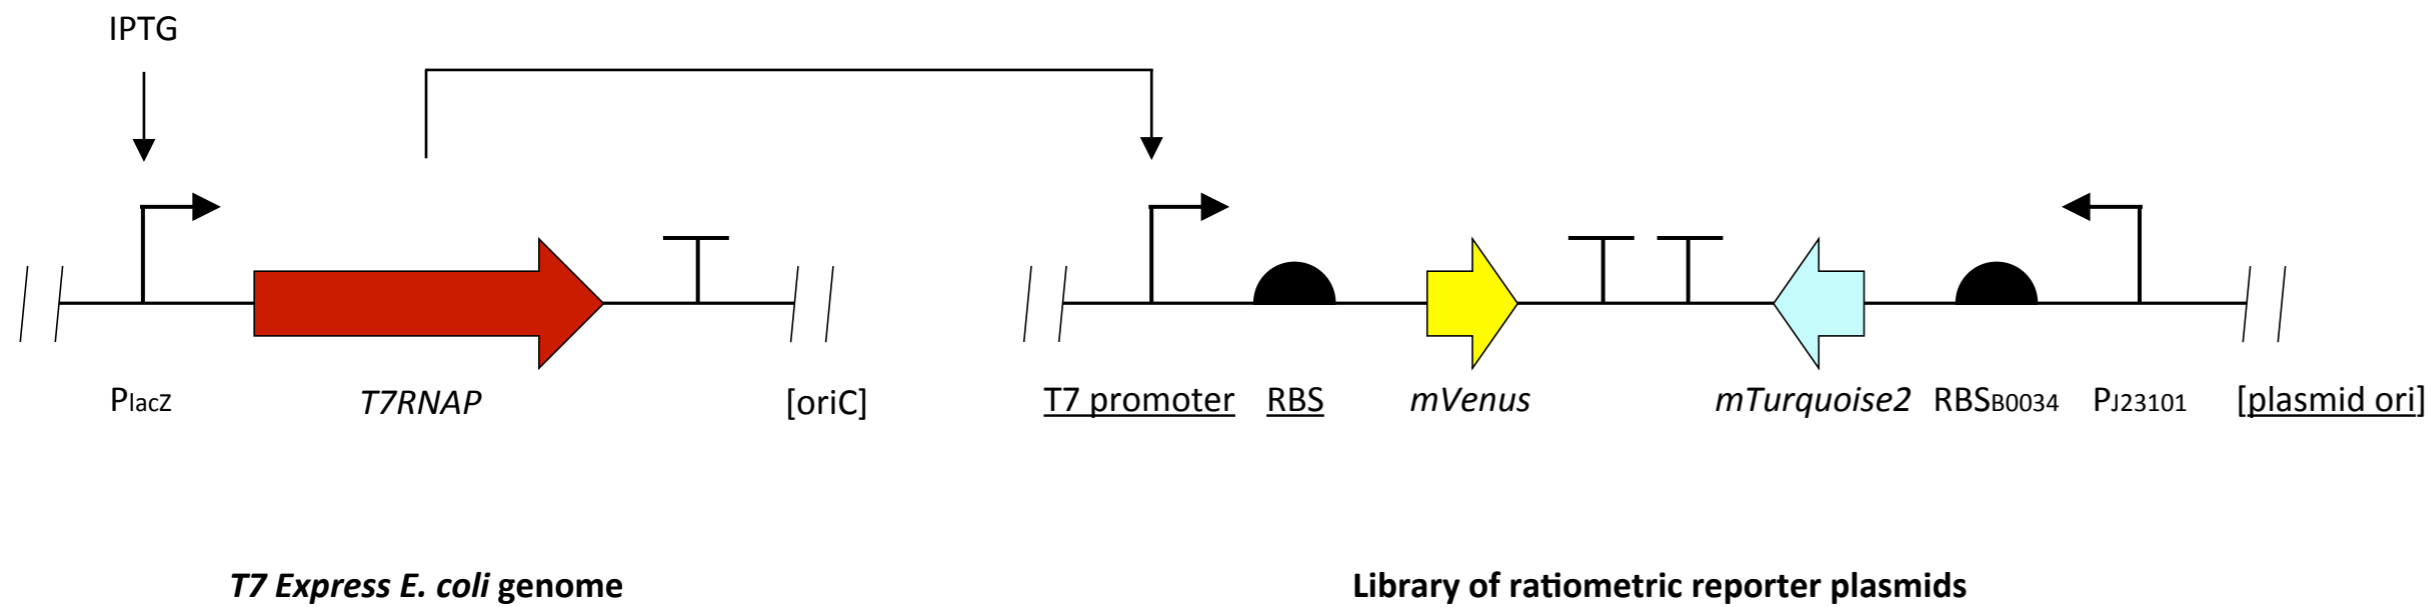 IPTG
PlacZ T7RNAP [oriC] T7 promoter RBS mVenus mTurquoise2 RBSB0034 PJ23101 [plasmid ori]
T7 Express E. coli genome Library of ratiometric reporter plasmids